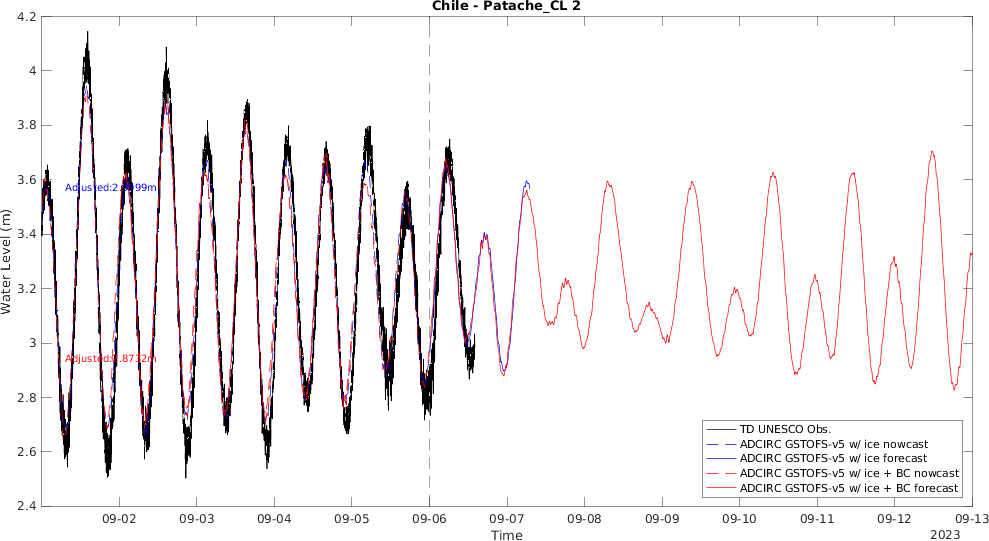 Chile - Patache_CL 2
4.2
4
3.8
3.6
3.4
3.2
3
2.8
2.6
2.4
Water Level (m)
09-02
09-03
09-04
09-05
09-06
09-07
09-08
09-09
09-10
09-11
09-12
09-13
2023
Time
TD UNESCO Obs.
ADCIRC GSTOFS-v5 w/ ice nowcast
ADCIRC GSTOFS-v5 w/ ice forecast
ADCIRC GSTOFS-v5 w/ ice + BC nowcast
ADCIRC GSTOFS-v5 w/ ice + BC forecast